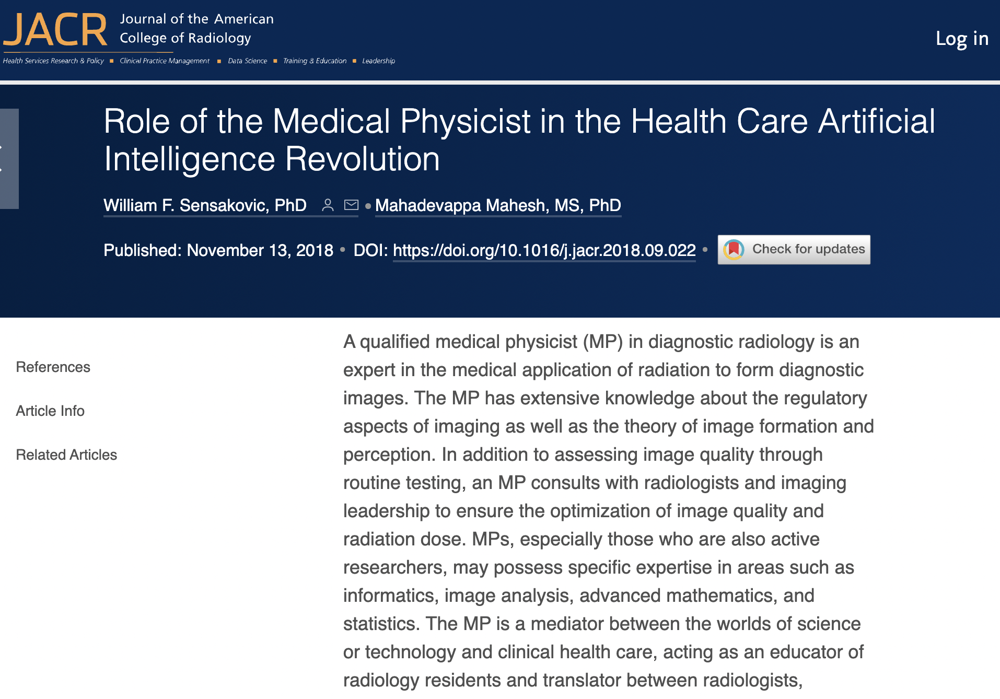 JACR
Journal of the American
College of Radiology
Log in
Health Services Research & Policy ■ Clinical Practice Management ■ Data Science ■ Training & Education ■ Leadership
Role of the Medical Physicist in the Health Care Artificial
Intelligence Revolution
William F. Sensakovic, PhD • Mahadevappa Mahesh, MS, PhD
Published: November 13, 2018 • DOI: https://doi.org/10.1016/j.jacr.2018.09.022 • Check for updates
References
Article Info
Related Articles
A qualified medical physicist (MP) in diagnostic radiology is an
expert in the medical application of radiation to form diagnostic
images. The MP has extensive knowledge about the regulatory
aspects of imaging as well as the theory of image formation and
perception. In addition to assessing image quality through
routine testing, an MP consults with radiologists and imaging
leadership to ensure the optimization of image quality and
radiation dose. MPs, especially those who are also active
researchers, may possess specific expertise in areas such as
informatics, image analysis, advanced mathematics, and
statistics. The MP is a mediator between the worlds of science
or technology and clinical health care, acting as an educator of
radiology residents and translator between radiologists,